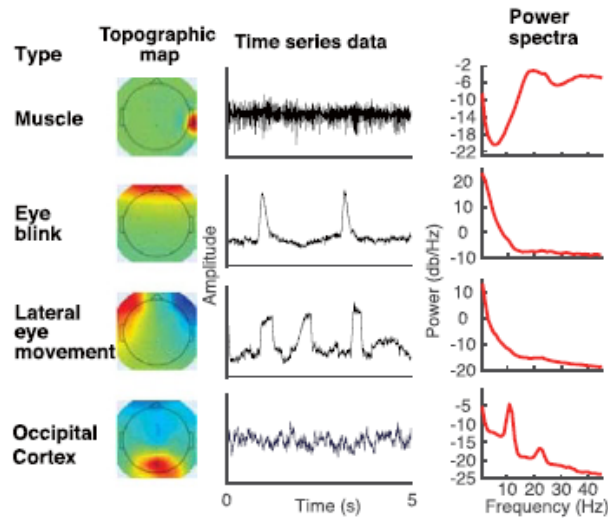 Type
Topographic
map
Time series data
Power
spectra
Muscle
-2
-6
-10
-14
-18
-22
Eye
blink
20
10
0
-10
Lateral
eye
movement
10
0
-10
-20
Occipital
Cortex
-5
-10
-15
-20
-25
Amplitude
Power (db/Hz)
0
Time (s)
5
10 20 30 40
Frequency (Hz)